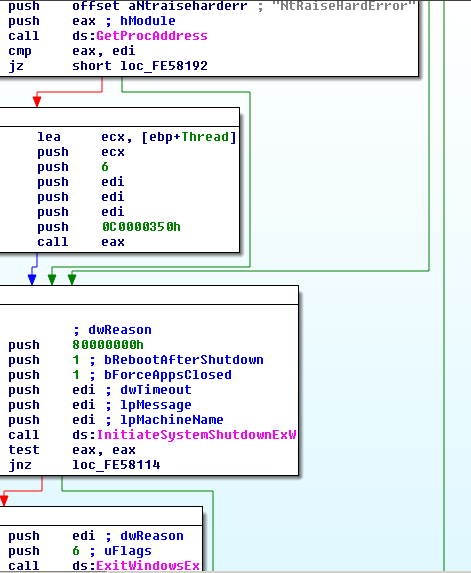 push offset aNtraiseharderr ; "NtRaiseHardError"
push eax ; hModule
call ds:GetProcAddress
cmp eax, edi
jz short loc_FE58192
lea ecx, [ebp+Thread]
push ecx
push 6
push edi
push edi
push edi
push 0C0000350h
call eax
; dwReason
push 80000000h
push 1 ; bRebootAfterShutdown
push 1 ; bForceAppsClosed
push edi ; dwTimeout
push edi ; lpMessage
push edi ; lpMachineName
call ds:InitiateSystemShutdownExW
test eax, eax
jnz loc_FE58114
push edi ; dwReason
push 6 ; uFlags
call ds:ExitWindowsEx